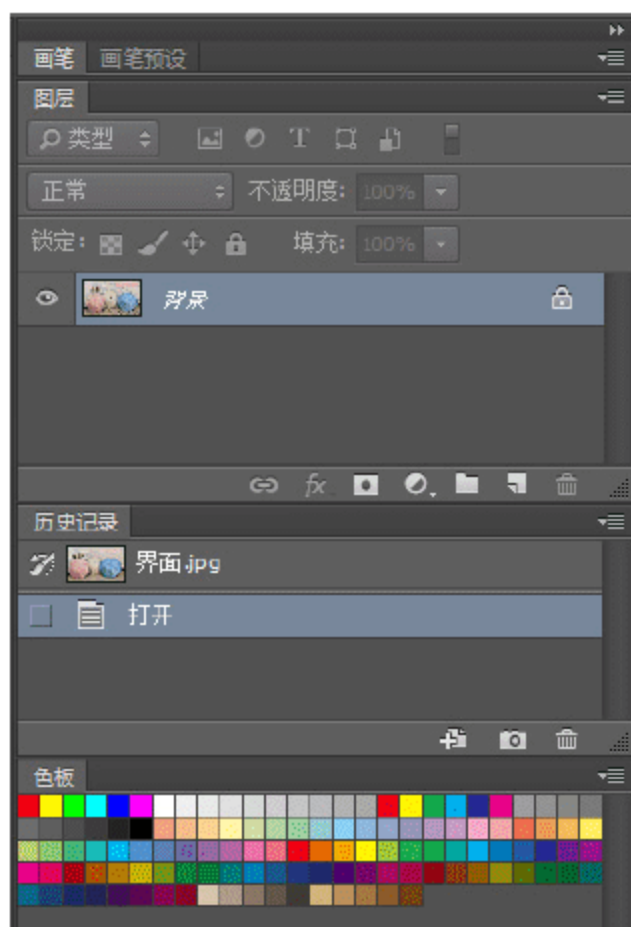 画笔 画笔预设
图层
类型
正常 不透明度: 100%
锁定: 填充: 100%
背景
fx
历史记录
界面.jpg
打开
色板